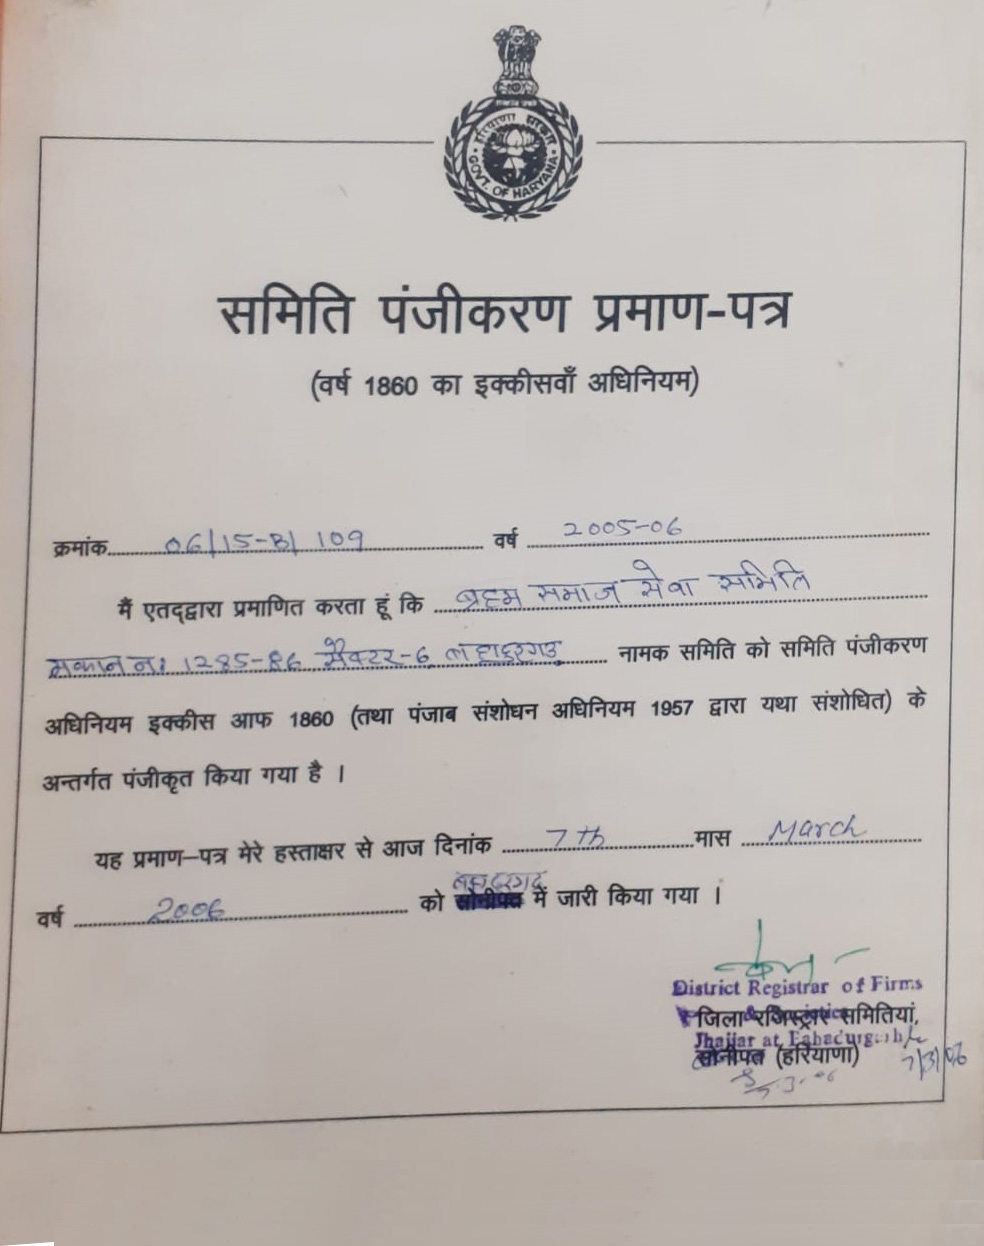 हरियाणा सरकार
GOVT. OF HARYANA
समिति पंजीकरण प्रमाण-पत्र
(वर्ष 1860 का इक्कीसवाँ अधिनियम)
क्रमांक 06/15-B/109 वर्ष 2005-06
मैं एतद्द्वारा प्रमाणित करता हूं कि ब्रहम समाज सेवा समिति
मकान न: 1285-86 सैक्टर-6 बहादुरगढ़ नामक समिति को समिति पंजीकरण
अधिनियम इक्कीस आफ 1860 (तथा पंजाब संशोधन अधिनियम 1957 द्वारा यथा संशोधित) के
अन्तर्गत पंजीकृत किया गया है ।
यह प्रमाण-पत्र मेरे हस्ताक्षर से आज दिनांक 7th मास March
बहादुरगढ़
वर्ष 2006 को सोनीपत में जारी किया गया ।
District Registrar of Firms
जिला रजिस्ट्रार समितियां,
Jhajjar at Bahadurgarh
सोनीपत (हरियाणा)
7/3/06